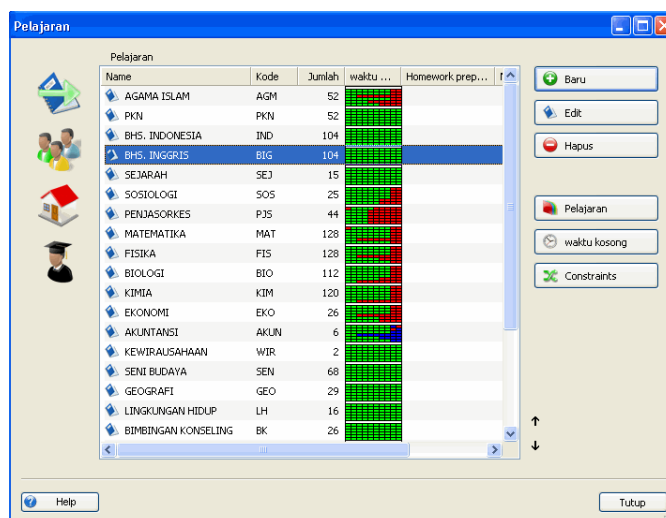 Pelajaran
Pelajaran
Name Kode Jumlah waktu ... Homework prep...
AGAMA ISLAM AGM 52
PKN PKN 52
BHS. INDONESIA IND 104
BHS. INGGRIS BIG 104
SEJARAH SEJ 15
SOSIOLOGI SOS 25
PENJASORKES PJS 44
MATEMATIKA MAT 128
FISIKA FIS 128
BIOLOGI BIO 112
KIMIA KIM 120
EKONOMI EKO 26
AKUNTANSI AKUN 6
KEWIRAUSAHAAN WIR 2
SENI BUDAYA SEN 68
GEOGRAFI GEO 29
LINGKUNGAN HIDUP LH 16
BIMBINGAN KONSELING BK 26
Baru
Edit
Hapus
Pelajaran
waktu kosong
Constraints
Help
Tutup